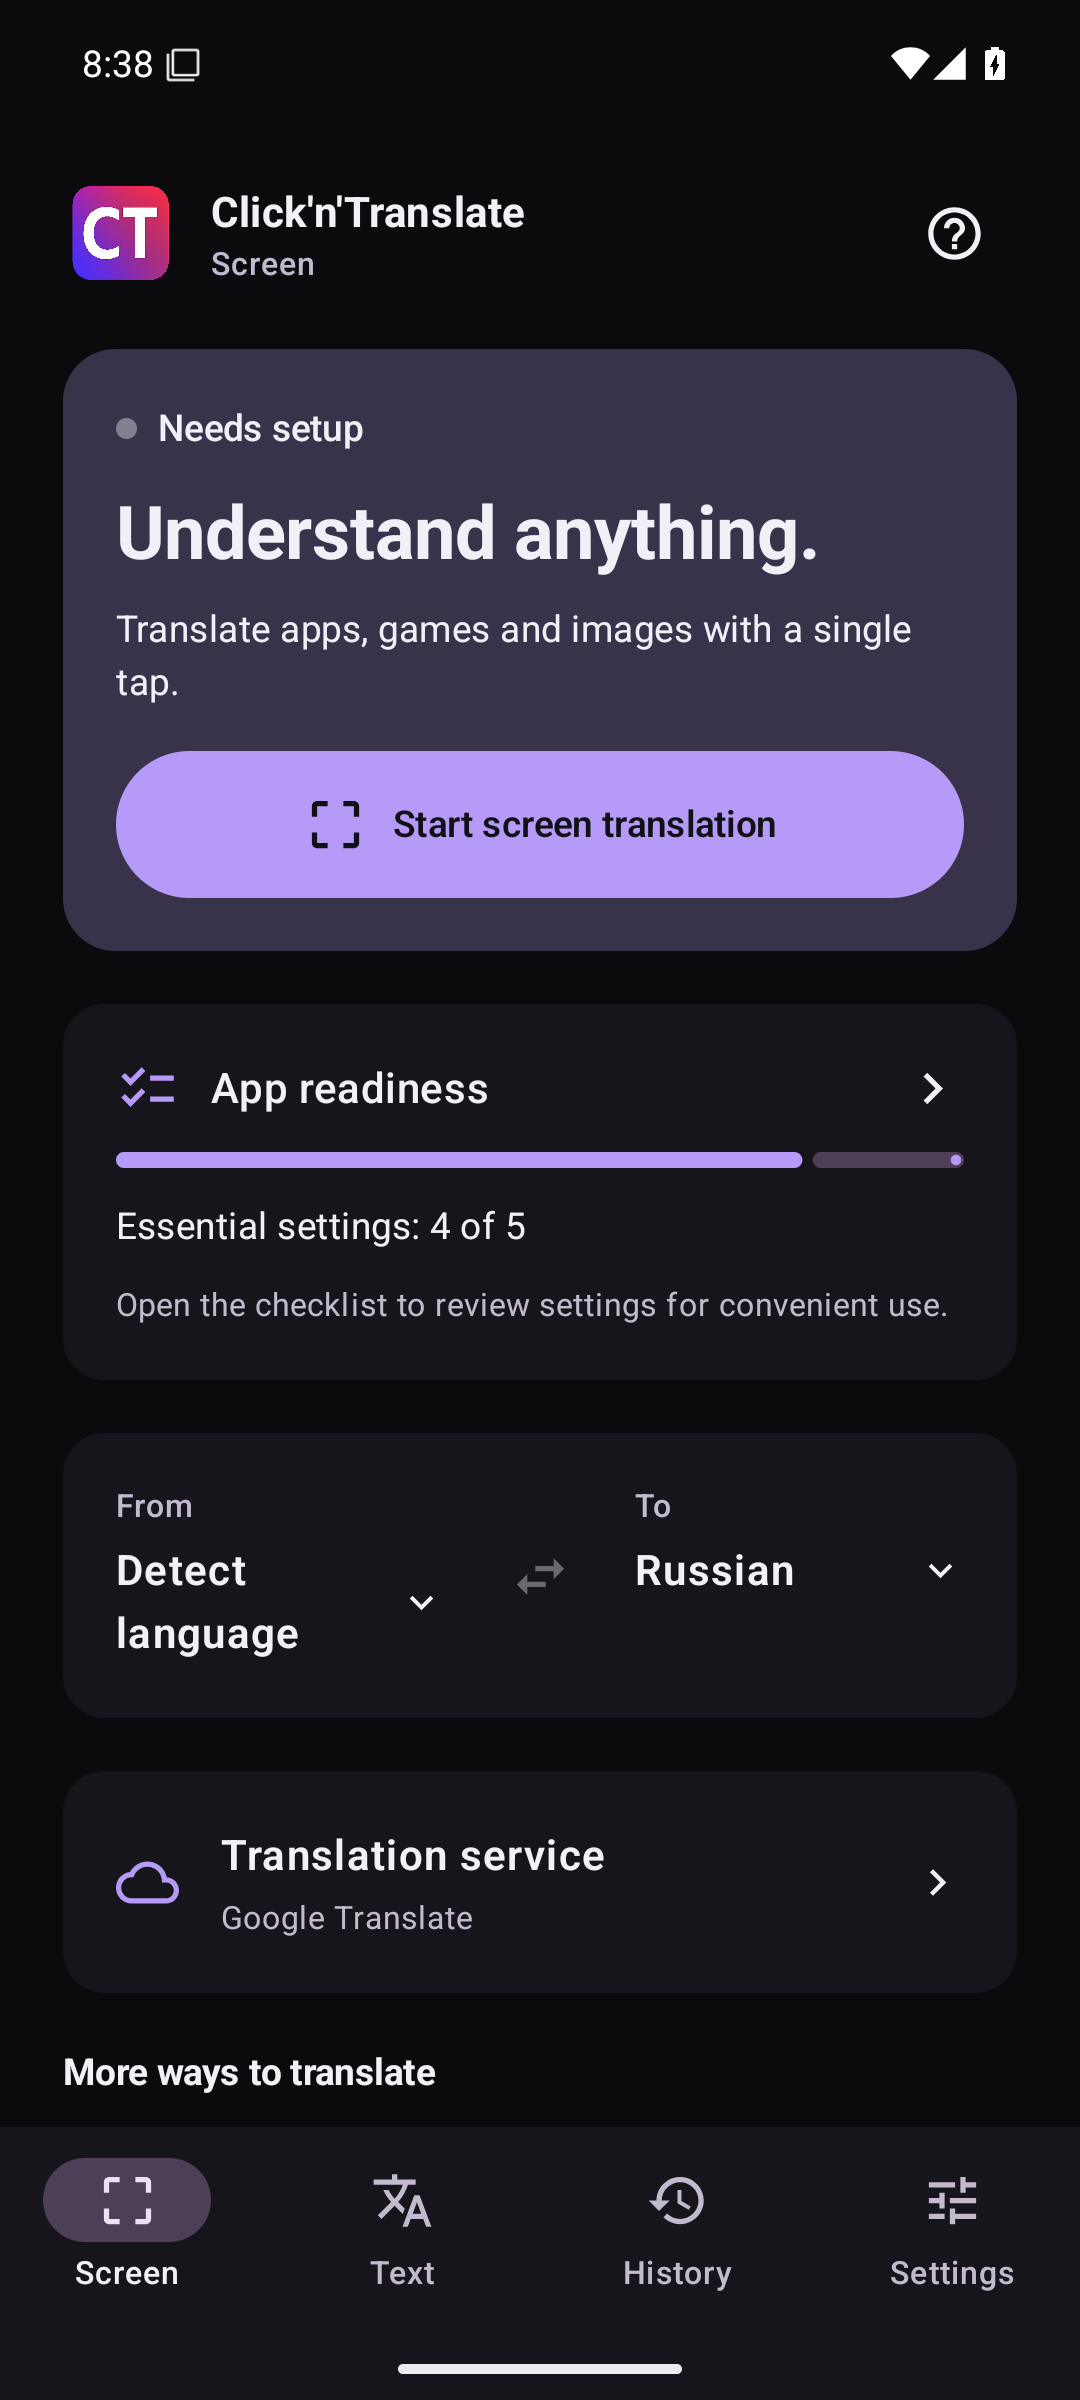 8:38
CT
Click'n'Translate
Screen
Needs setup
Understand anything.
Translate apps, games and images with a single
tap.
Start screen translation
App readiness
Essential settings: 4 of 5
Open the checklist to review settings for convenient use.
From
Detect
language
To
Russian
Translation service
Google Translate
More ways to translate
Screen
Text
History
Settings